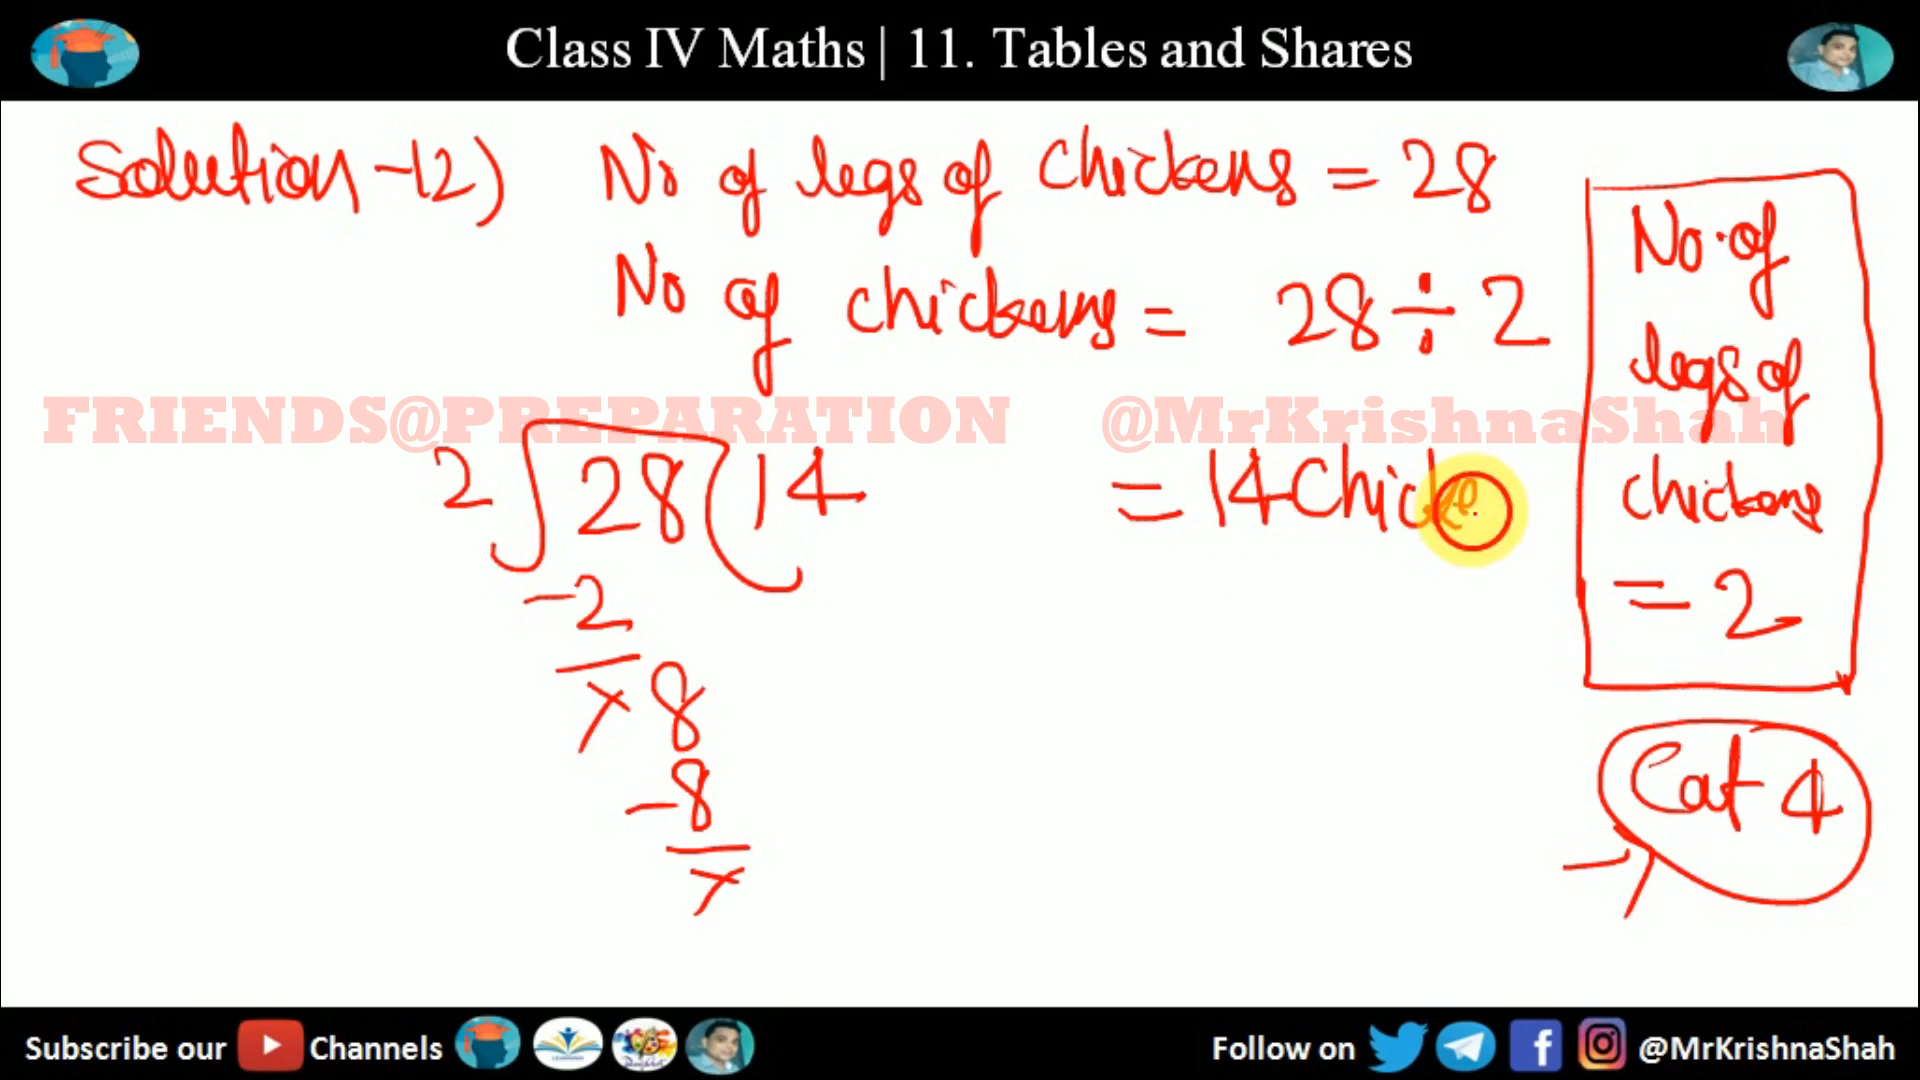 Class IV Maths | 11. Tables and Shares
Solution-12) No of legs of chickens = 28
No of chickens = 28 ÷ 2
FRIENDS@PREPARATION @MrKrishnaShah
2 28 14
= 14 Chicke
-2
x 8
-8
x
No. of
legs of
chickens
= 2
Cat 4
Subscribe our Channels
Follow on @MrKrishnaShah